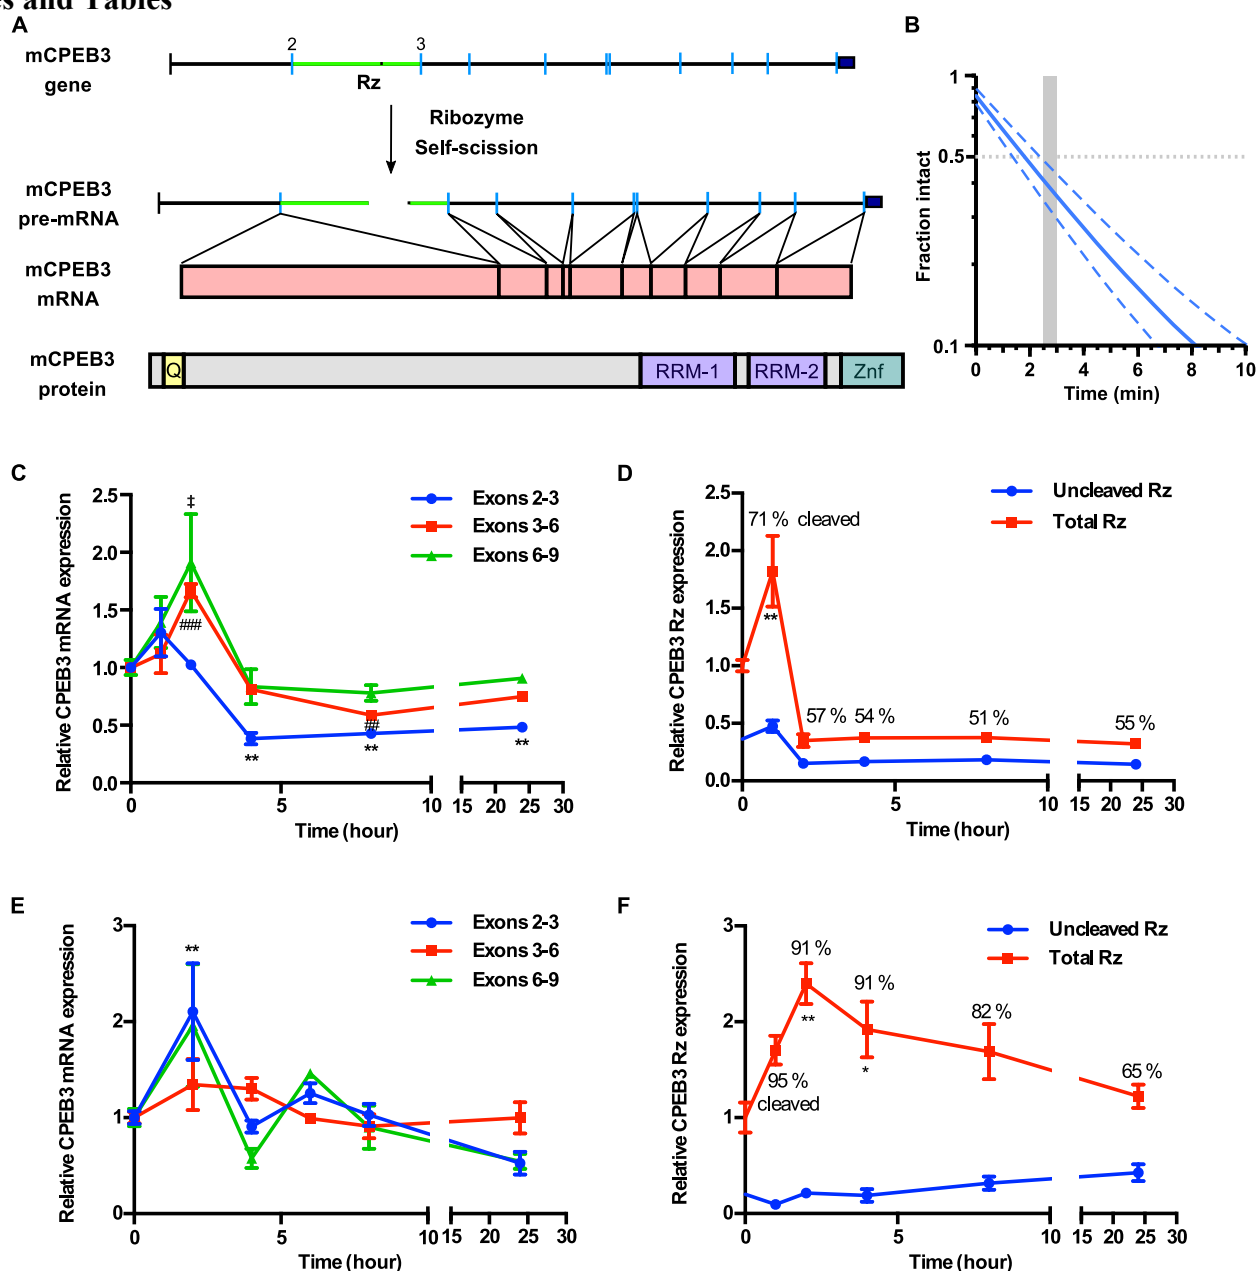 es and Tables
A
mCPEB3
gene
2
3
Rz
Ribozyme
Self-scission
mCPEB3
pre-mRNA
mCPEB3
mRNA
mCPEB3
protein
Q
RRM-1
RRM-2
Znf
B
Fraction intact
1
0.5
0.1
0 2 4 6 8 10
Time (min)
C
Relative CPEB3 mRNA expression
2.5
2.0
1.5
1.0
0.5
0.0
‡
###
##
**
**
**
Exons 2-3
Exons 3-6
Exons 6-9
0 5 10 15 20 25 30
Time (hour)
D
Relative CPEB3 Rz expression
2.5
2.0
1.5
1.0
0.5
0.0
71 % cleaved
**
57 % 54 % 51 % 55 %
Uncleaved Rz
Total Rz
0 5 10 15 20 25 30
Time (hour)
E
Relative CPEB3 mRNA expression
3
2
1
0
**
Exons 2-3
Exons 3-6
Exons 6-9
0 5 10 15 20 25 30
Time (hour)
F
Relative CPEB3 Rz expression
3
2
1
0
91 %
**
91 %
*
82 %
65 %
95 %
cleaved
Uncleaved Rz
Total Rz
0 5 10 15 20 25 30
Time (hour)